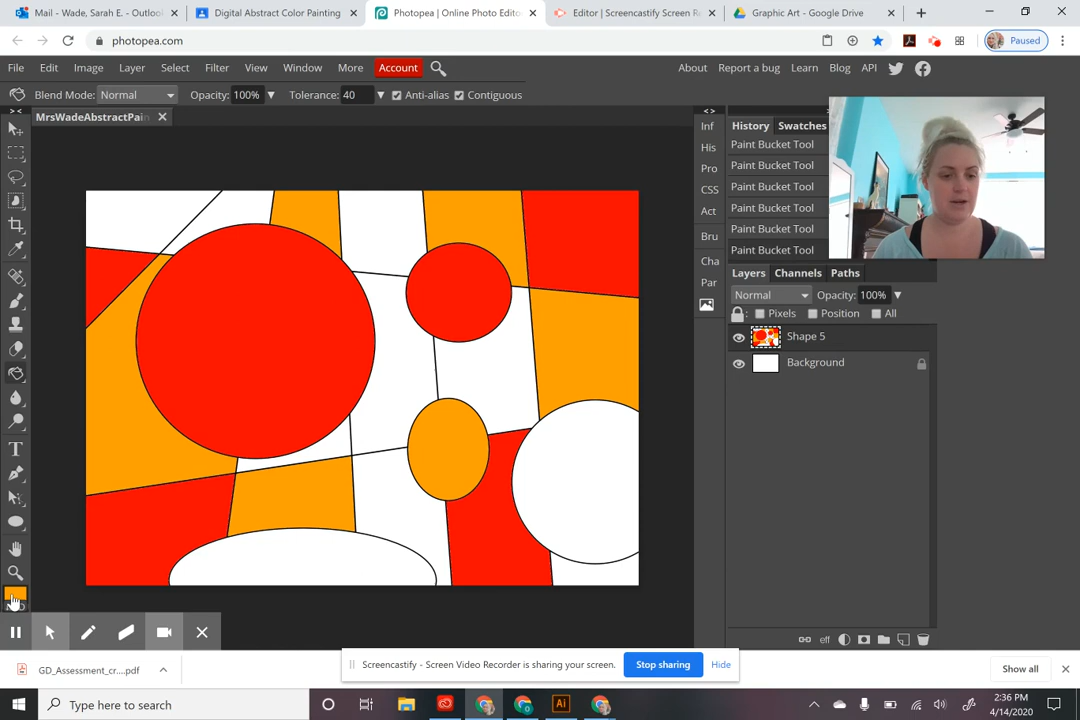 Mail - Wade, Sarah E. - Outlo
Digital Abstract Color Painting
Photopea | Online Photo Edito
Editor | Screencastify Screen R
Graphic Art - Google Drive
photopea.com
Paused
File Edit Image Layer Select Filter View Window More Account
About Report a bug Learn Blog API
Blend Mode: Normal Opacity: 100% Tolerance: 40 Anti-alias Contiguous
MrsWadeAbstractPain
Inf
His
Pro
CSS
Act
Bru
Cha
Par
History Swatches
Paint Bucket Tool
Paint Bucket Tool
Paint Bucket Tool
Paint Bucket Tool
Paint Bucket Tool
Paint Bucket Tool
Layers Channels Paths
Normal Opacity: 100%
: Pixels Position All
Shape 5
Background
eff
GD_Assessment_cr....pdf
Screencastify - Screen Video Recorder is sharing your screen.
Stop sharing
Hide
Show all
Type here to search
2:36 PM
4/14/2020